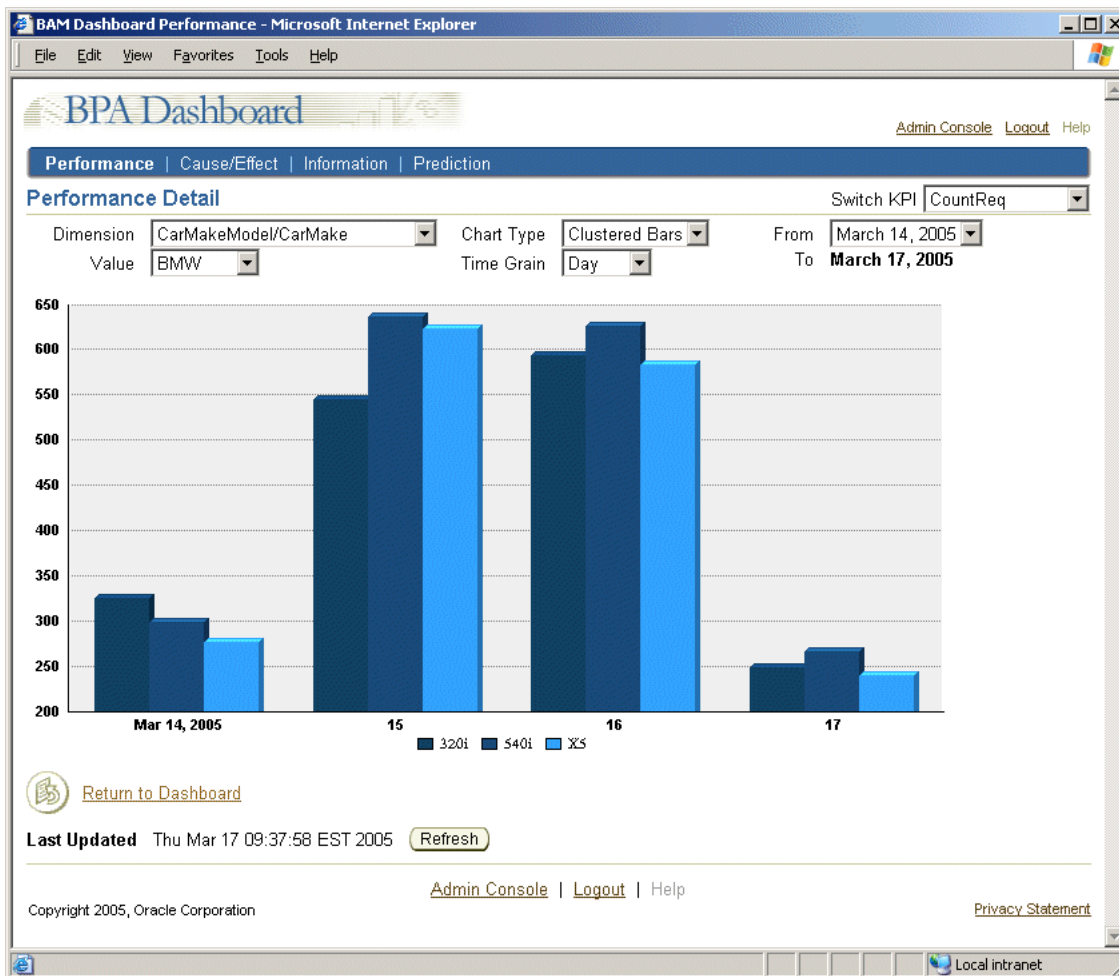 BAM Dashboard Performance - Microsoft Internet Explorer
File Edit View Favorites Tools Help
BPA Dashboard
Admin Console Logout Help
Performance | Cause/Effect | Information | Prediction
Performance Detail Switch KPI CountReq
Dimension CarMakeModel/CarMake Chart Type Clustered Bars From March 14, 2005
Value BMW Time Grain Day To March 17, 2005
650
600
550
500
450
400
350
300
250
200
Mar 14, 2005 15 16 17
320i 540i X5
Return to Dashboard
Last Updated Thu Mar 17 09:37:58 EST 2005 Refresh
Admin Console | Logout | Help
Copyright 2005, Oracle Corporation Privacy Statement
Local intranet